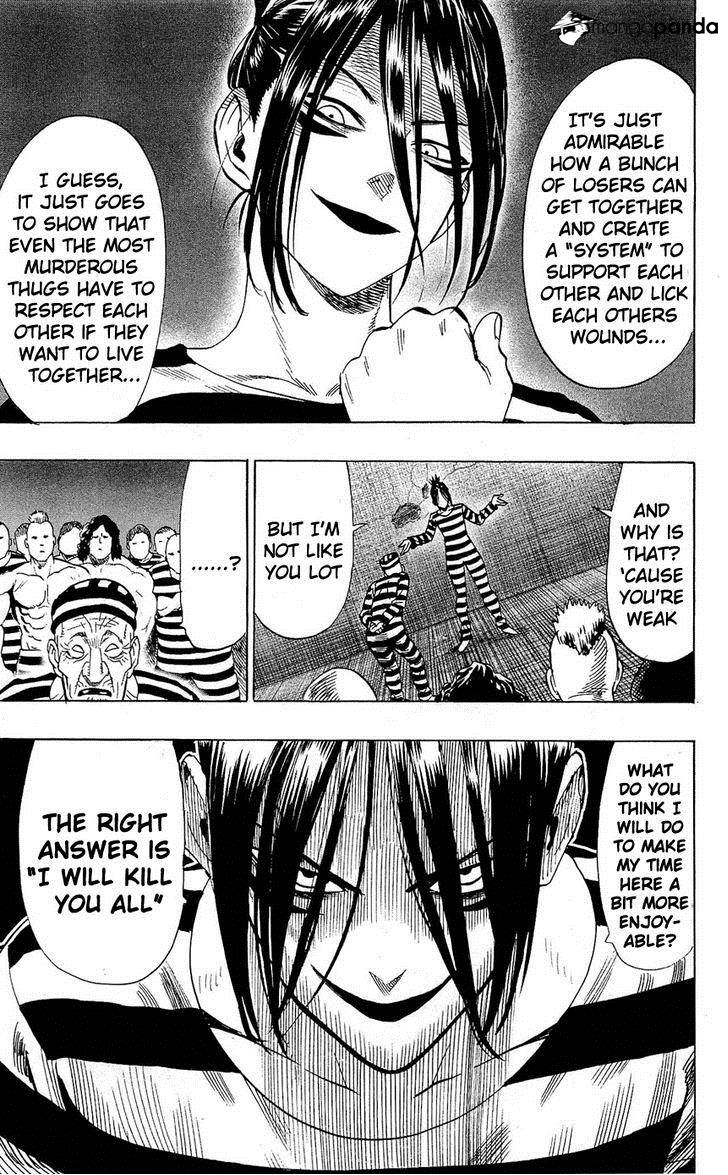 mangapanda
IT'S JUST
ADMIRABLE
HOW A BUNCH
OF LOSERS CAN
GET TOGETHER
AND CREATE
A "SYSTEM" TO
SUPPORT EACH
OTHER AND LICK
EACH OTHERS
WOUNDS...
I GUESS,
IT JUST GOES
TO SHOW THAT
EVEN THE MOST
MURDEROUS
THUGS HAVE TO
RESPECT EACH
OTHER IF THEY
WANT TO LIVE
TOGETHER...
AND
WHY IS
THAT?
'CAUSE
YOU'RE
WEAK
BUT I'M
NOT LIKE
YOU LOT
......?
WHAT
DO YOU
THINK I
WILL DO
TO MAKE
MY TIME
HERE A
BIT MORE
ENJOY-
ABLE?
THE RIGHT
ANSWER IS
"I WILL KILL
YOU ALL"